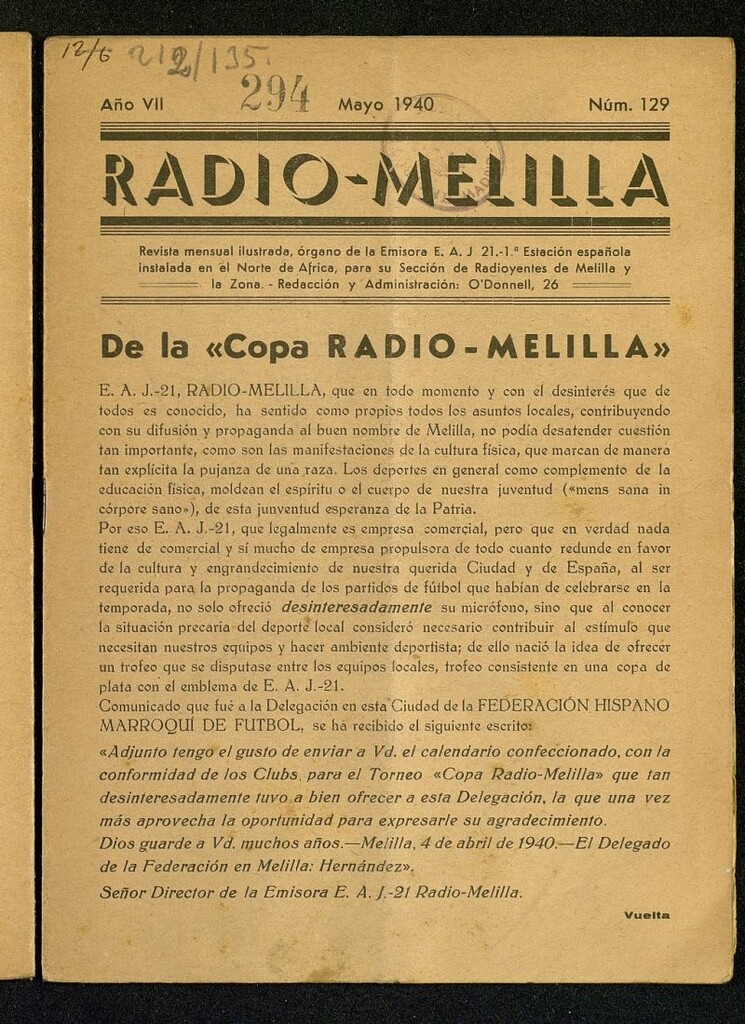 12/6 212/135.
294
Año VII Mayo 1940 Núm. 129
RADIO-MELILLA
Revista mensual ilustrada, órgano de la Emisora E. A. J 21.-1.ª Estación española
instalada en el Norte de Africa, para su Sección de Radioyentes de Melilla y
la Zona. - Redacción y Administración: O'Donnell, 26
De la «Copa RADIO-MELILLA»
E. A. J.-21, RADIO-MELILLA, que en todo momento y con el desinterés que de
todos es conocido, ha sentido como propios todos los asuntos locales, contribuyendo
con su difusión y propaganda al buen nombre de Melilla, no podía desatender cuestión
tan importante, como son las manifestaciones de la cultura física, que marcan de manera
tan explícita la pujanza de una raza. Los deportes en general como complemento de la
educación física, moldean el espíritu o el cuerpo de nuestra juventud («mens sana in
córpore sano»), de esta junventud esperanza de la Patria.
Por eso E. A. J.-21, que legalmente es empresa comercial, pero que en verdad nada
tiene de comercial y sí mucho de empresa propulsora de todo cuanto redunde en favor
de la cultura y engrandecimiento de nuestra querida Ciudad y de España, al ser
requerida para la propaganda de los partidos de fútbol que habían de celebrarse en la
temporada, no solo ofreció desinteresadamente su micrófono, sino que al conocer
la situación precaria del deporte local consideró necesario contribuir al estímulo que
necesitan nuestros equipos y hacer ambiente deportista; de ello nació la idea de ofrecer
un trofeo que se disputase entre los equipos locales, trofeo consistente en una copa de
plata con el emblema de E. A. J.-21.
Comunicado que fué a la Delegación en esta Ciudad de la FEDERACIÓN HISPANO
MARROQUÍ DE FUTBOL, se ha recibido el siguiente escrito:
«Adjunto tengo el gusto de enviar a Vd. el calendario confeccionado, con la
conformidad de los Clubs, para el Torneo «Copa Radio-Melilla» que tan
desinteresadamente tuvo a bien ofrecer a esta Delegación, la que una vez
más aprovecha la oportunidad para expresarle su agradecimiento.
Dios guarde a Vd. muchos años.—Melilla, 4 de abril de 1940.—El Delegado
de la Federación en Melilla: Hernández».
Señor Director de la Emisora E. A. J.-21 Radio-Melilla.
Vuelta